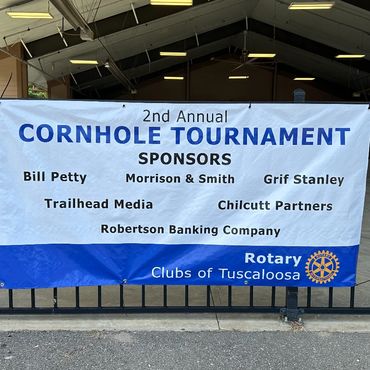 2nd Annual
CORNHOLE TOURNAMENT
SPONSORS
Bill Petty Morrison & Smith Grif Stanley
Trailhead Media Chilcutt Partners
Robertson Banking Company
Rotary
Clubs of Tuscaloosa